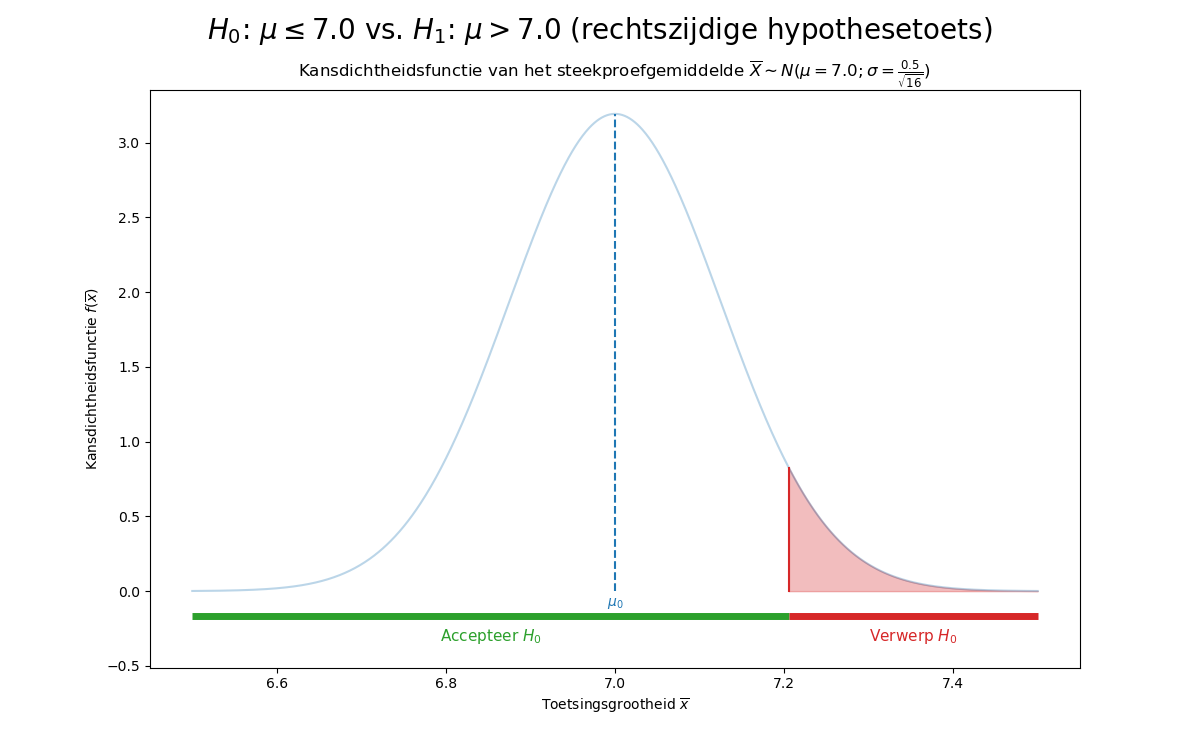 H₀: μ ≤ 7.0 vs. H₁: μ > 7.0 (rechtszijdige hypothesetoets)
Kansdichtheidsfunctie van het steekproefgemiddelde X̅ ~ N(μ = 7.0; σ = 0.5/√16)
Kansdichtheidsfunctie f(x̅)
3.0
2.5
2.0
1.5
1.0
0.5
0.0
−0.5
μ₀
Accepteer H₀
Verwerp H₀
6.6
6.8
7.0
7.2
7.4
Toetsingsgrootheid x̅